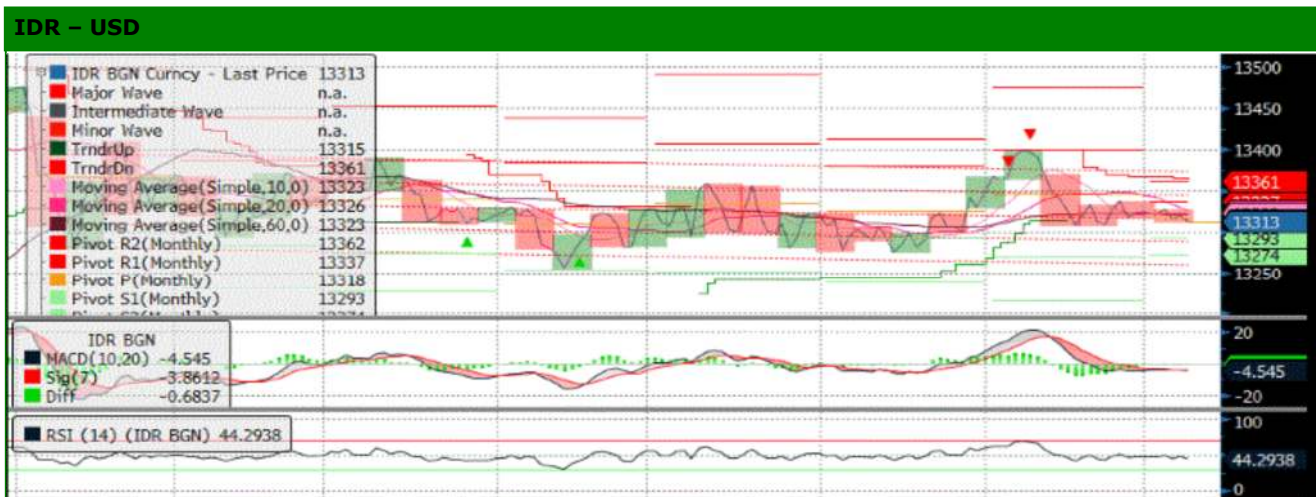 IDR – USD
IDR BGN Curncy - Last Price 13313
Major Wave n.a.
Intermediate Wave n.a.
Minor Wave n.a.
TrndrUp 13315
TrndrDn 13361
Moving Average(Simple,10,0) 13323
Moving Average(Simple,20,0) 13326
Moving Average(Simple,60,0) 13323
Pivot R2(Monthly) 13362
Pivot R1(Monthly) 13337
Pivot P(Monthly) 13318
Pivot S1(Monthly) 13293
13500
13450
13400
13361
13313
13293
13274
13250
IDR BGN
MACD(10,20) -4.545
Sig(7) -3.8612
Diff -0.6837
20
-4.545
-20
RSI (14) (IDR BGN) 44.2938
100
44.2938
0